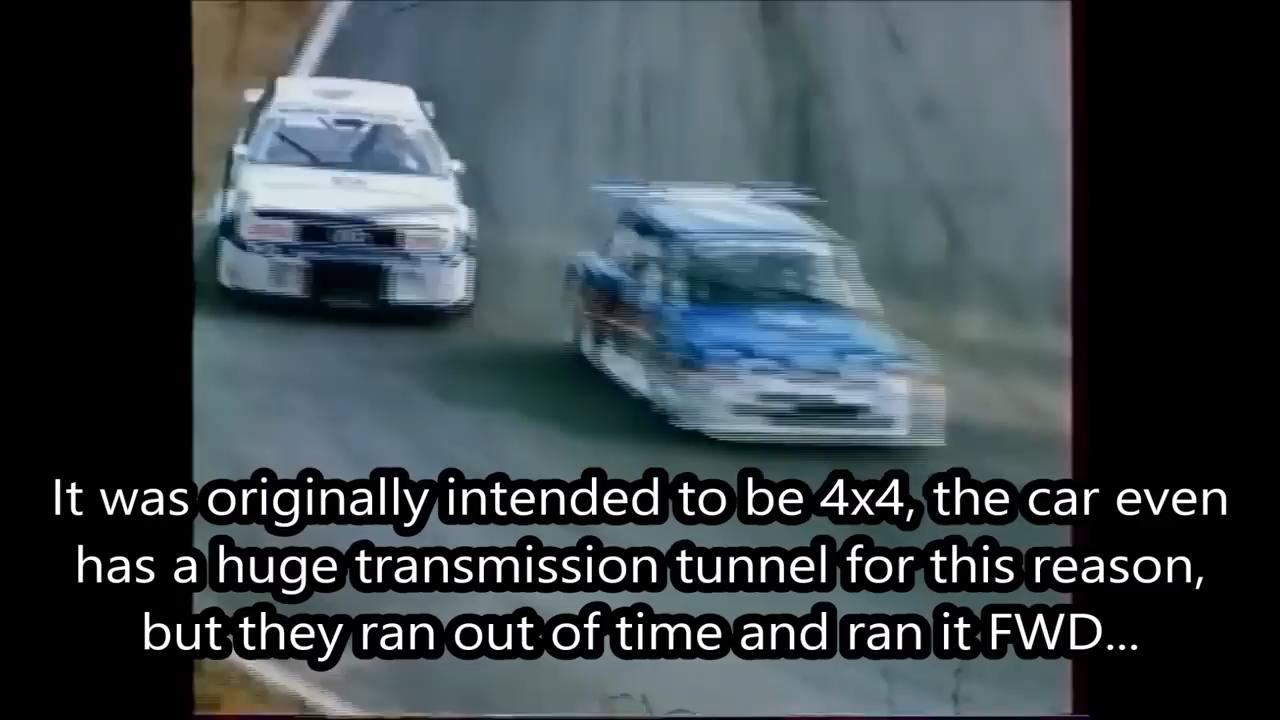 It was originally intended to be 4x4, the car even
has a huge transmission tunnel for this reason,
but they ran out of time and ran it FWD...